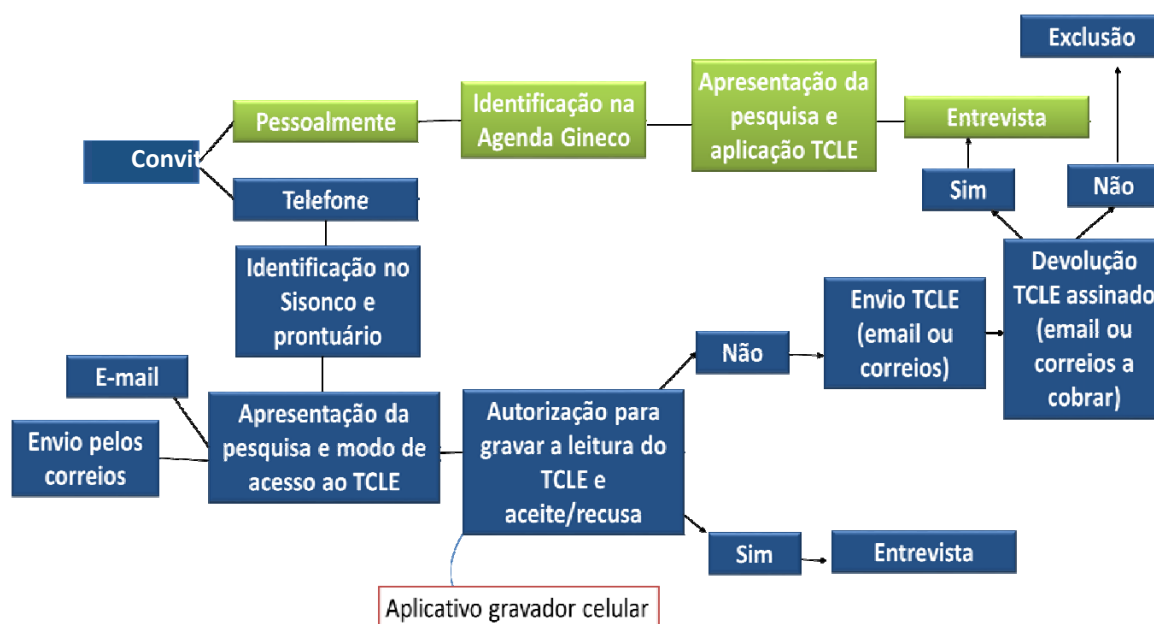 Exclusão
Pessoalmente
Identificação na
Agenda Gineco
Apresentação da
pesquisa e
aplicação TCLE
Entrevista
Convit
Telefone
Sim
Não
Identificação no
Sisonco e
prontuário
Envio TCLE
(email ou
correios)
Devolução
TCLE assinado
(email ou
correios a
cobrar)
Não
E-mail
Envio pelos
correios
Apresentação da
pesquisa e modo de
acesso ao TCLE
Autorização para
gravar a leitura do
TCLE e
aceite/recusa
Sim
Entrevista
Aplicativo gravador celular